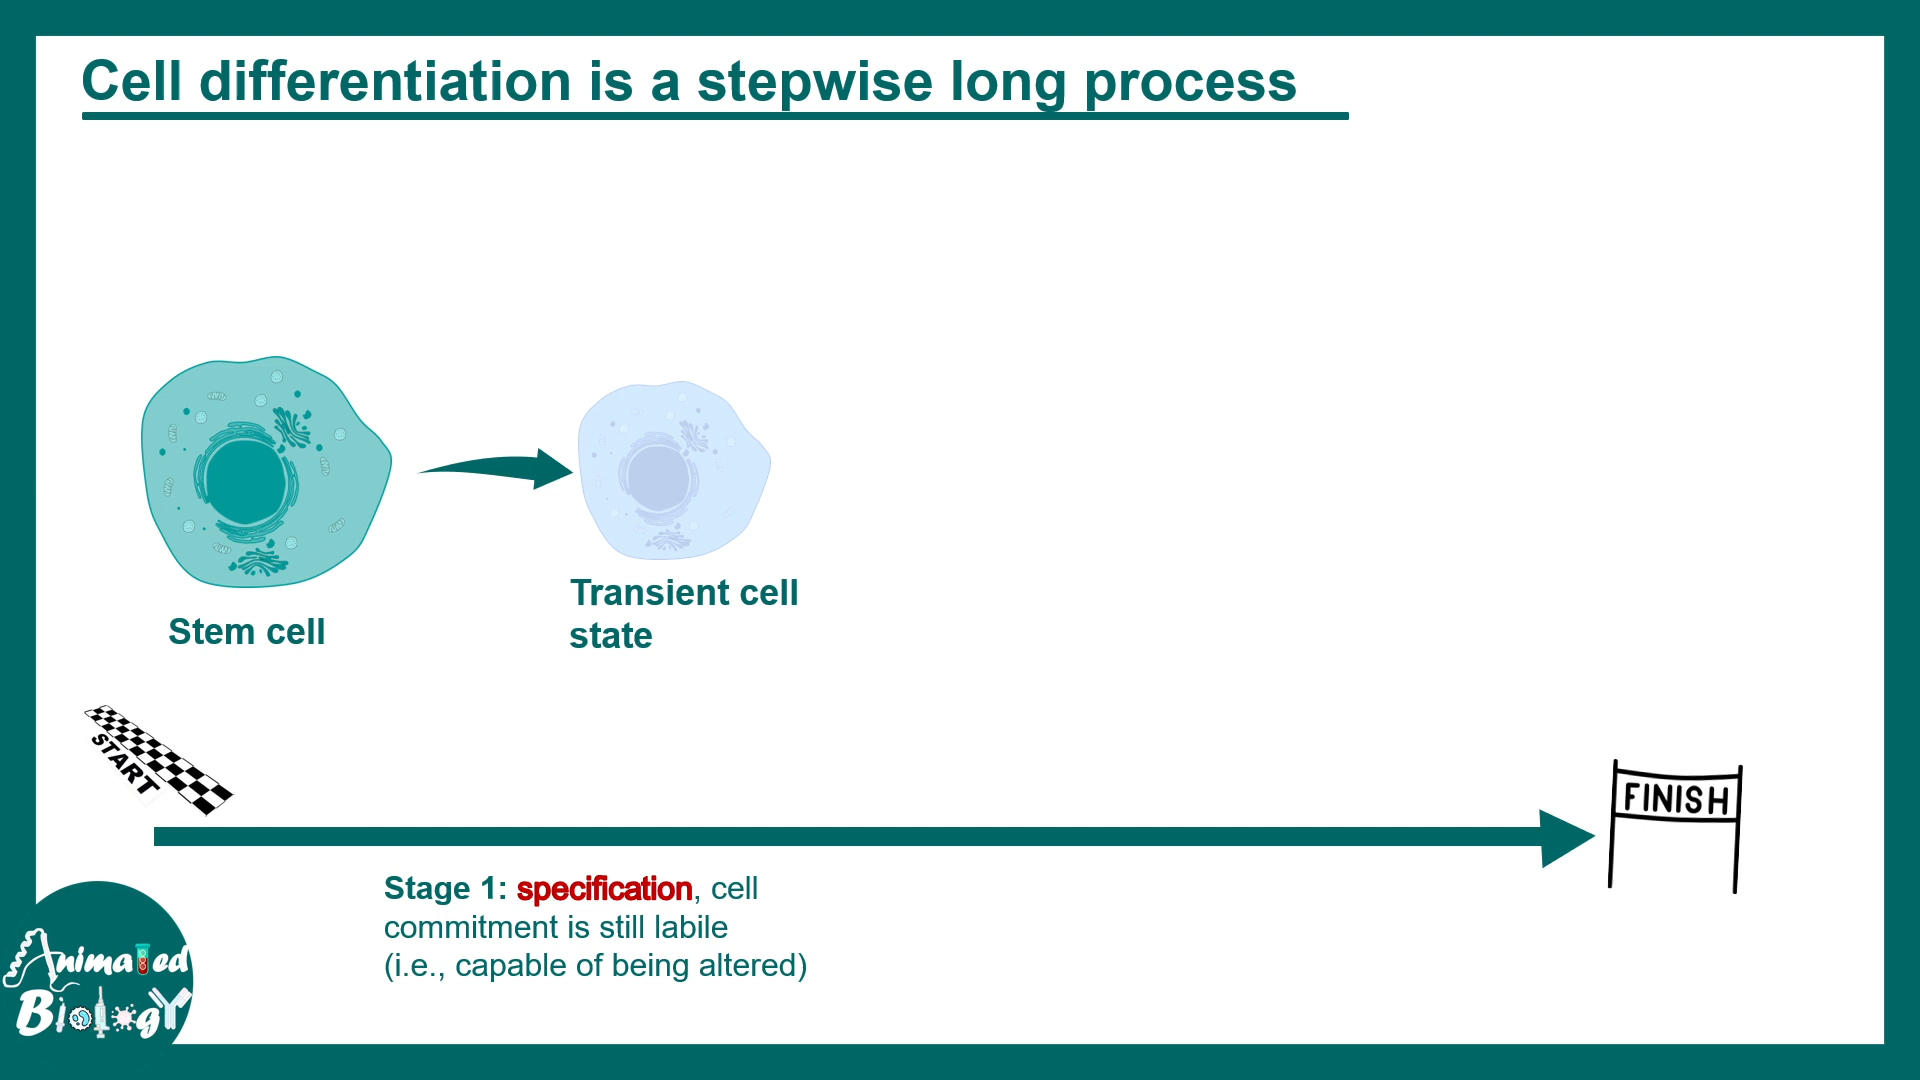 Cell differentiation is a stepwise long process
Stem cell
Transient cell
state
START
FINISH
Stage 1: specification, cell
commitment is still labile
(i.e., capable of being altered)
Animated
Biology